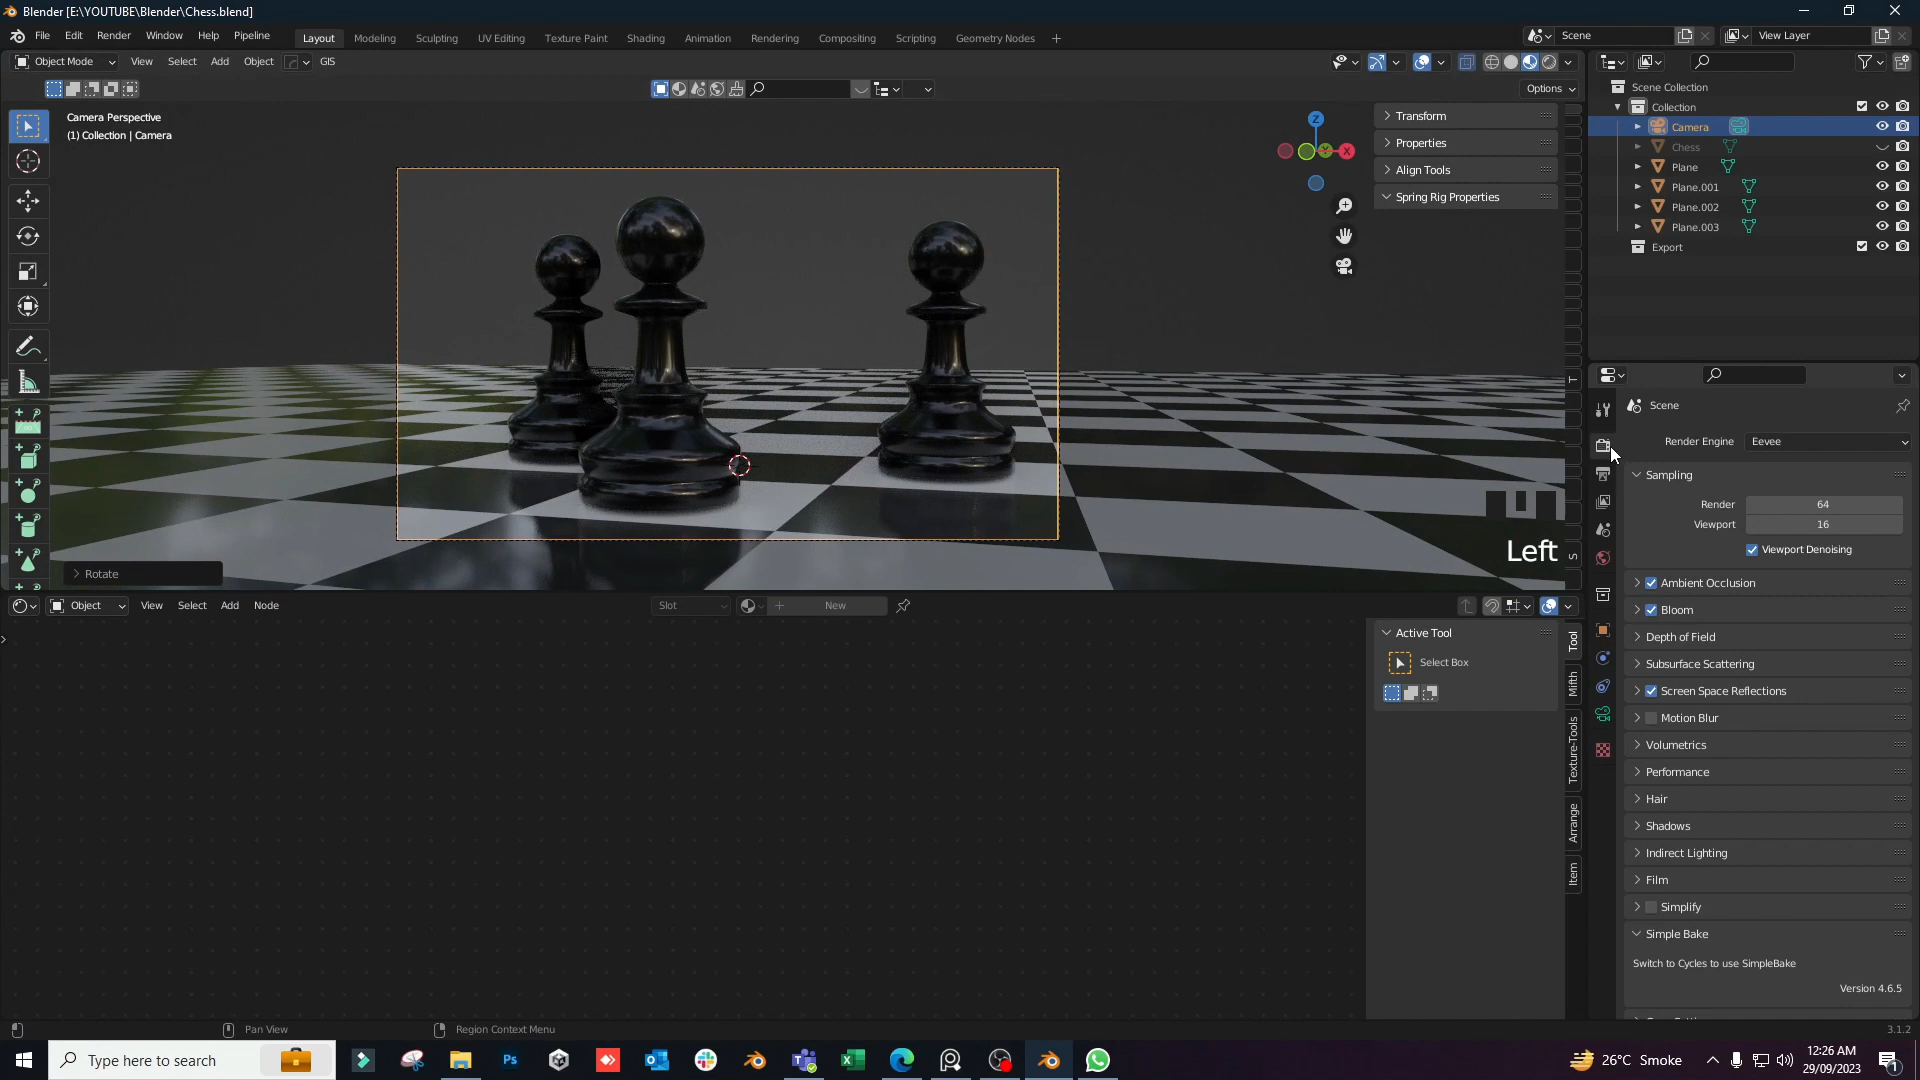 Blender [E:\YOUTUBE\Blender\Chess.blend]
File Edit Render Window Help Pipeline Layout Modeling Sculpting UV Editing Texture Paint Shading Animation Rendering Compositing Scripting Geometry Nodes + Scene View Layer
Object Mode View Select Add Object GIS
Options
Camera Perspective
(1) Collection | Camera
Z
Y
X
Rotate
Left
Transform
Properties
Align Tools
Spring Rig Properties
T
S
Scene Collection
Collection
Camera
Chess
Plane
Plane.001
Plane.002
Plane.003
Export
Scene
Render Engine Eevee
Sampling
Render 64
Viewport 16
Viewport Denoising
Ambient Occlusion
Bloom
Depth of Field
Subsurface Scattering
Screen Space Reflections
Motion Blur
Volumetrics
Performance
Hair
Shadows
Indirect Lighting
Film
Simplify
Simple Bake
Switch to Cycles to use SimpleBake
Version 4.6.5
Object View Select Add Node Slot New
Active Tool
Select Box
Tool
Mifth
Texture-Tools
Arrange
Item
Pan View Region Context Menu 3.1.2
Type here to search
Ps
26°C Smoke
12:26 AM
29/09/2023
1